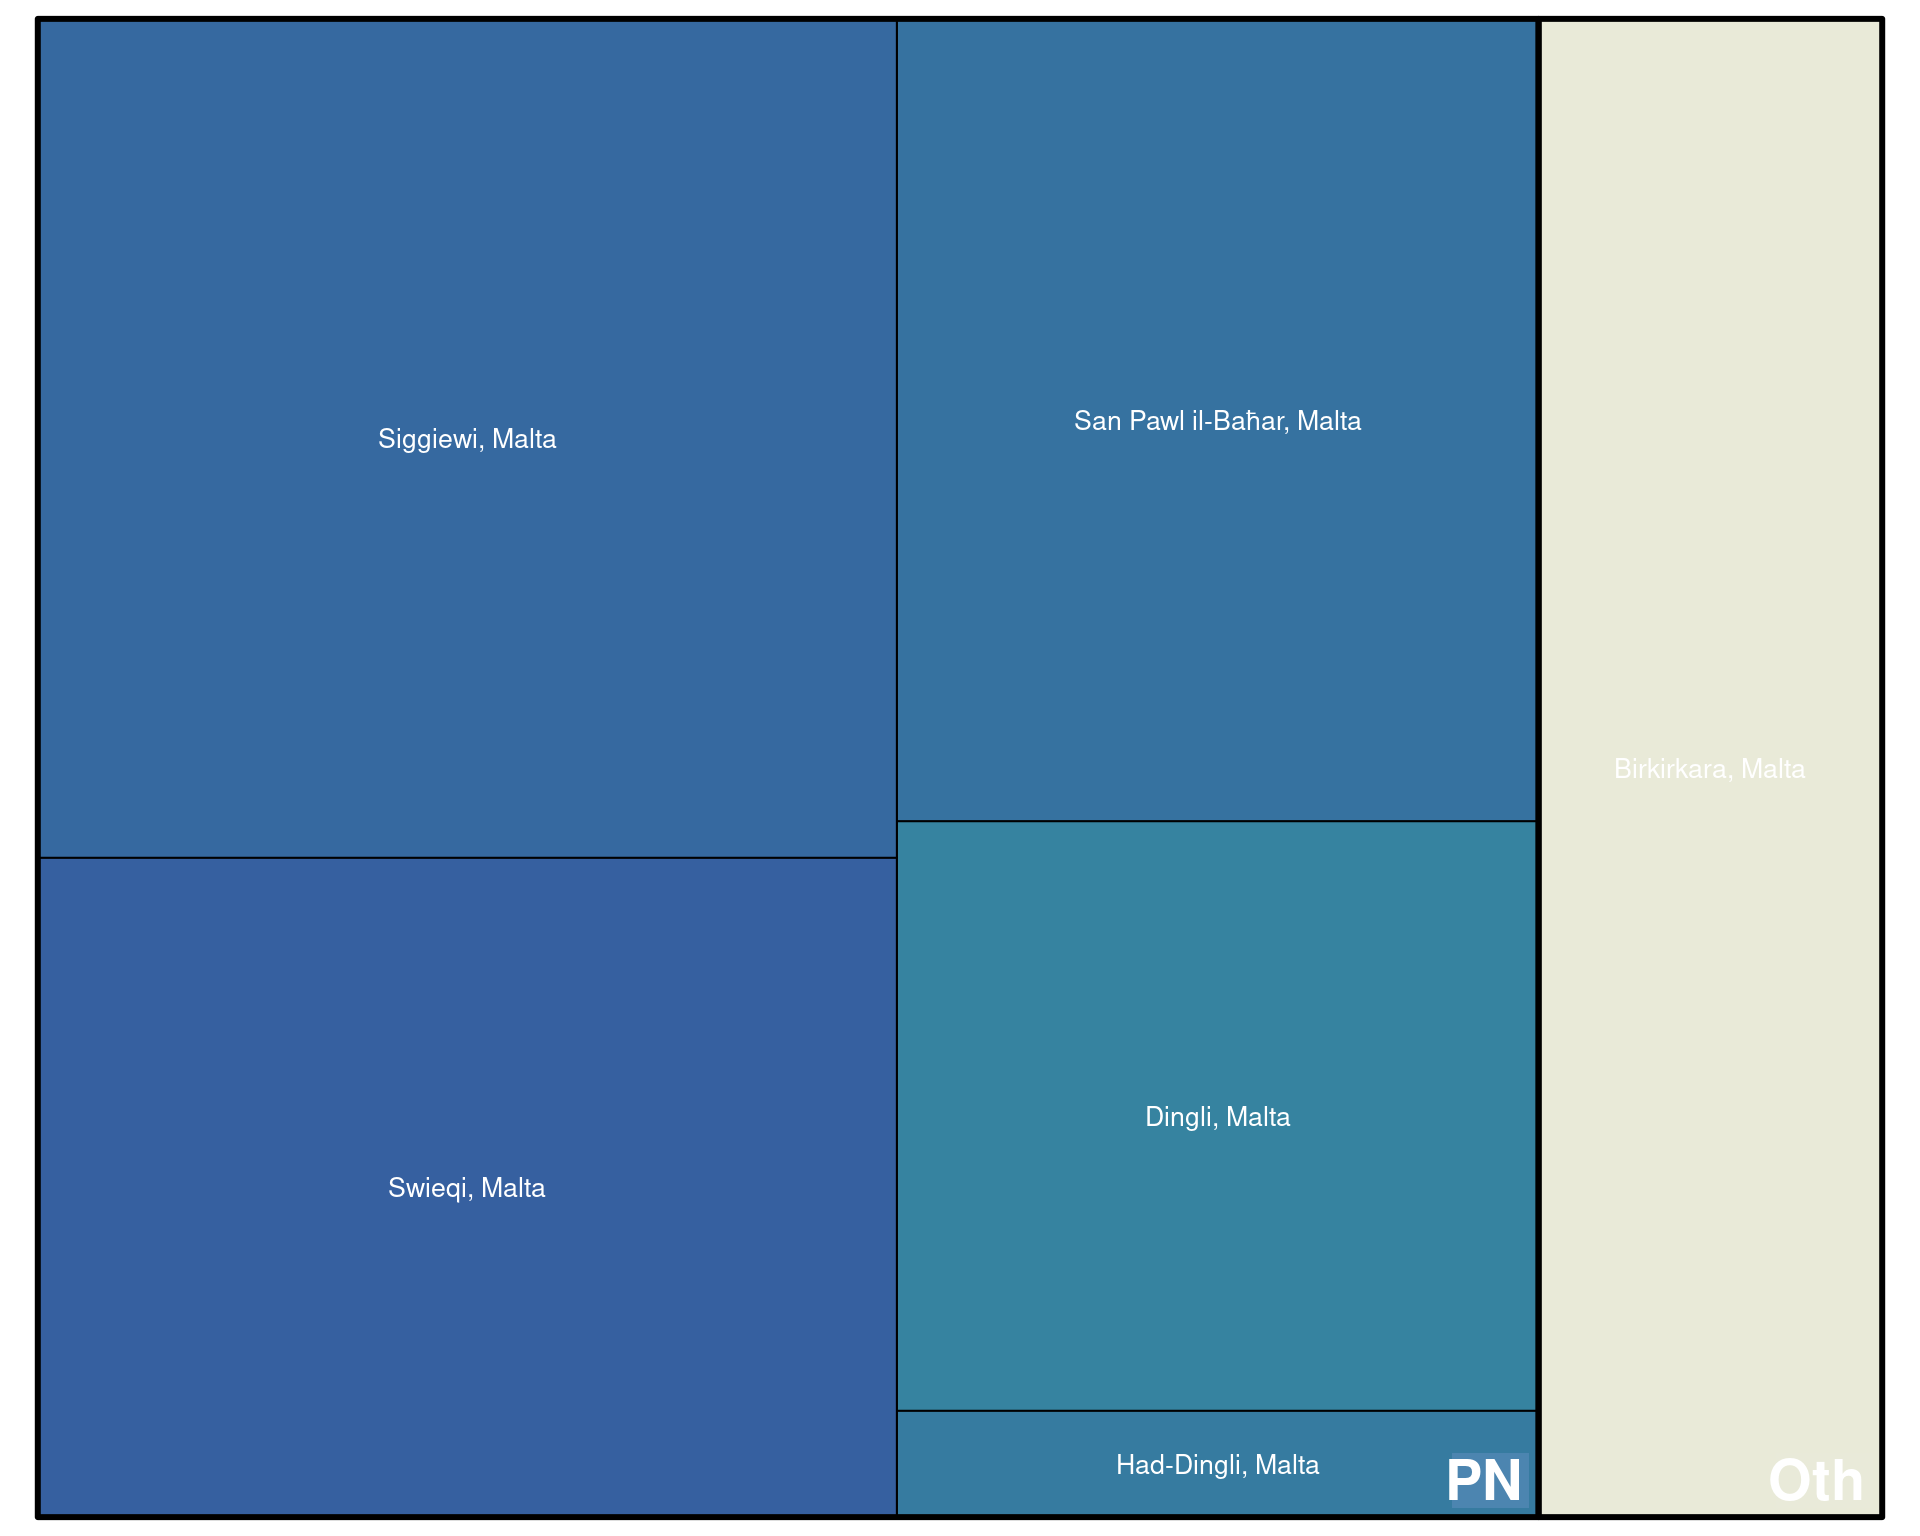 Siggiewi, Malta
San Pawl il-Baħar, Malta
Birkirkara, Malta
Swieqi, Malta
Dingli, Malta
Had-Dingli, Malta
PN
Oth